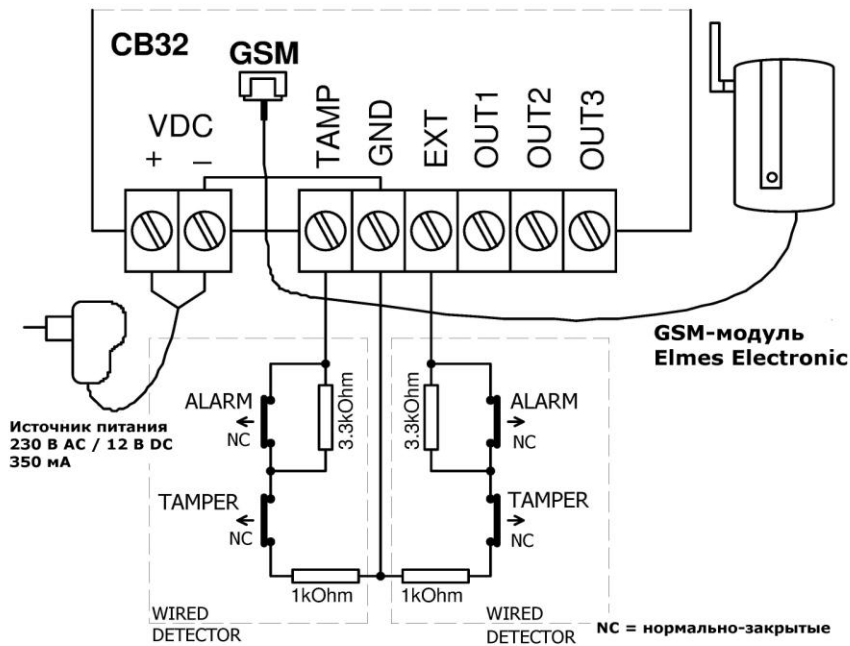 CB32
GSM
VDC
+
–
TAMP
GND
EXT
OUT1
OUT2
OUT3
GSM-модуль
Elmes Electronic
Источник питания
230 В AC / 12 В DC
350 мА
ALARM
NC
3.3kOhm
TAMPER
NC
1kOhm
WIRED
DETECTOR
3.3kOhm
ALARM
NC
TAMPER
NC
1kOhm
WIRED
DETECTOR
NC = нормально-закрытые